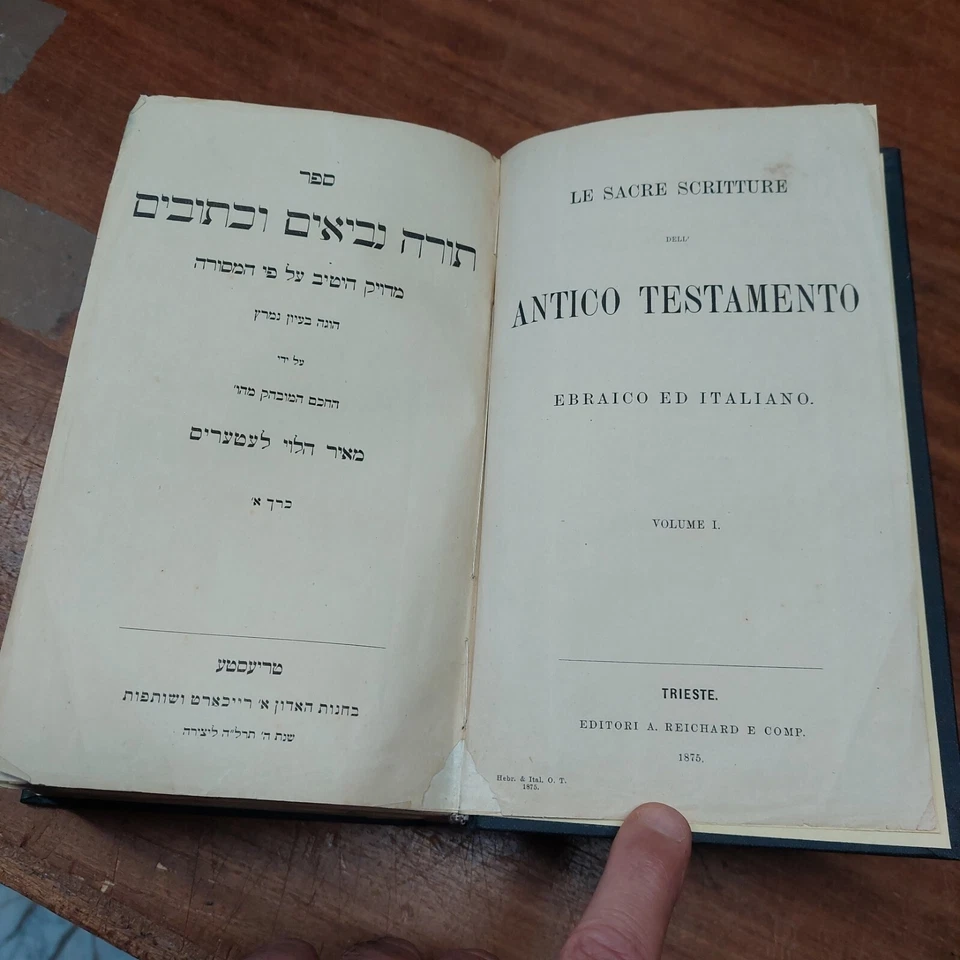 ספר
תורה נביאים וכתובים
מדויק היטיב על פי המסורה
הוגה בעיון נמרץ
על ידי
החכם המובהק מהו׳
מאיר הלוי לעטערים
כרך א׳
טריעסטע
בחנות האדון א׳ רייכארט ושותפות
שנת ה׳ תרל״ה ליצירה
LE SACRE SCRITTURE
DELL'
ANTICO TESTAMENTO
EBRAICO ED ITALIANO.
VOLUME I.
TRIESTE.
EDITORI A. REICHARD E COMP.
1875.
Hebr. & Ital. O. T.
1875.